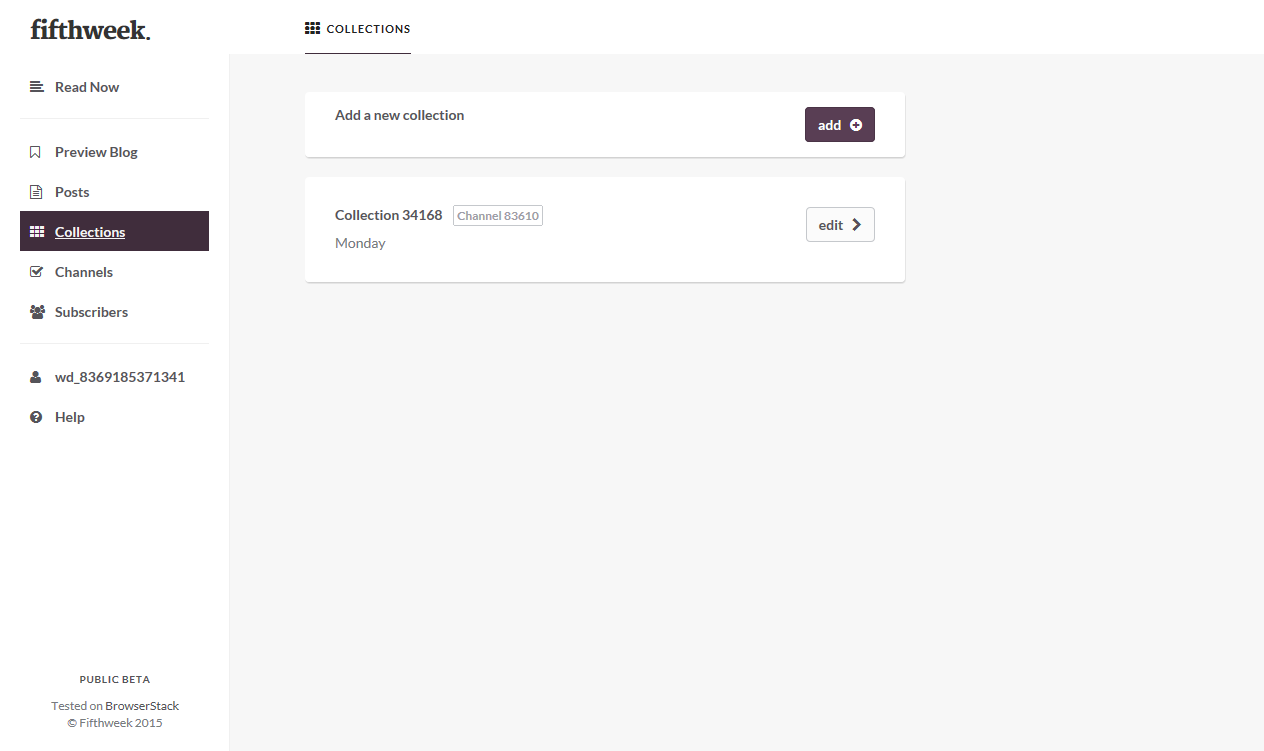 fifthweek.
Read Now
Preview Blog
Posts
Collections
Channels
Subscribers
wd_8369185371341
Help
PUBLIC BETA
Tested on BrowserStack
© Fifthweek 2015
COLLECTIONS
Add a new collection
add
Collection 34168 Channel 83610
Monday
edit